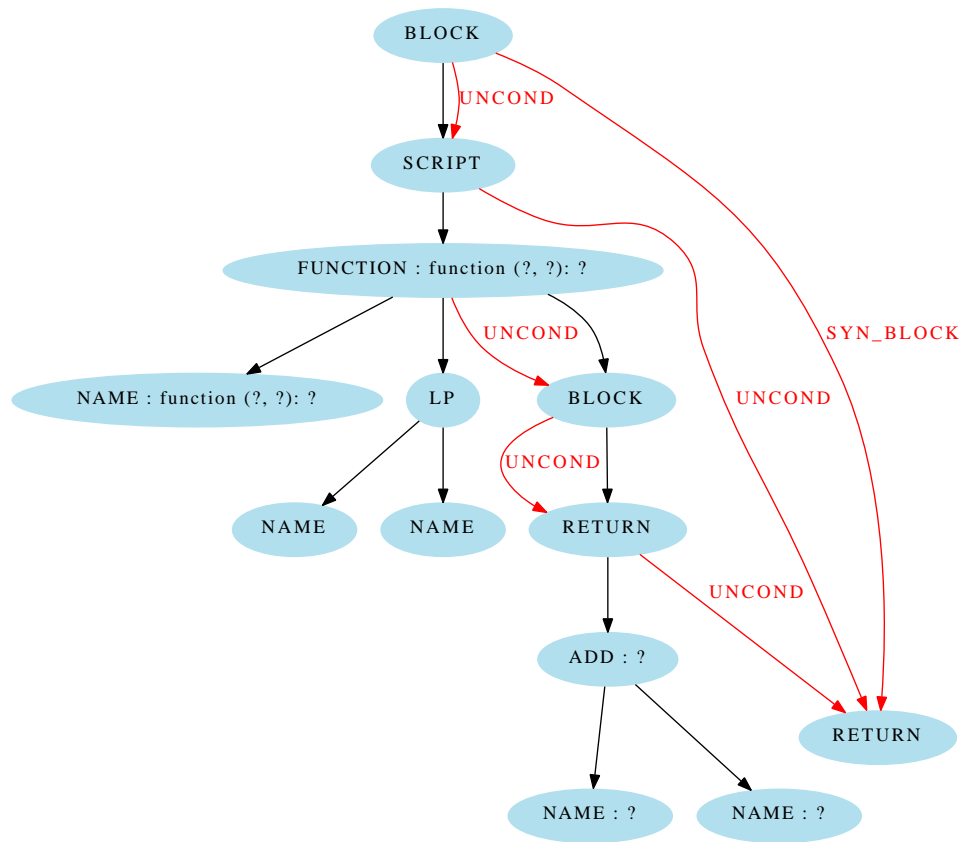 BLOCK
UNCOND
SCRIPT
FUNCTION : function (?, ?): ?
UNCOND
SYN_BLOCK
NAME : function (?, ?): ?
LP
BLOCK
UNCOND
UNCOND
NAME
NAME
RETURN
UNCOND
ADD : ?
RETURN
NAME : ?
NAME : ?